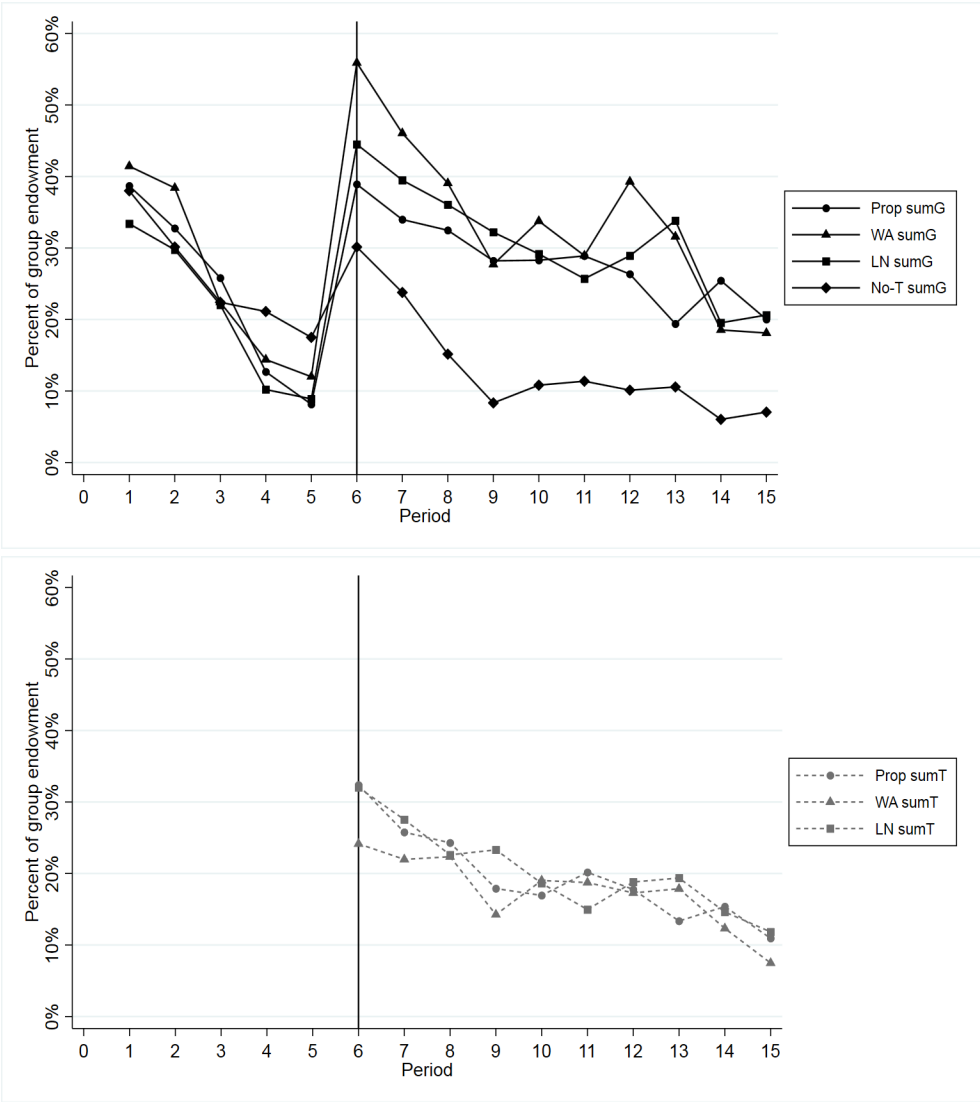 60%
50%
40%
30%
20%
10%
0%
Percent of group endowment
0 1 2 3 4 5 6 7 8 9 10 11 12 13 14 15
Period
Prop sumG
WA sumG
LN sumG
No-T sumG
60%
50%
40%
30%
20%
10%
0%
Percent of group endowment
0 1 2 3 4 5 6 7 8 9 10 11 12 13 14 15
Period
Prop sumT
WA sumT
LN sumT